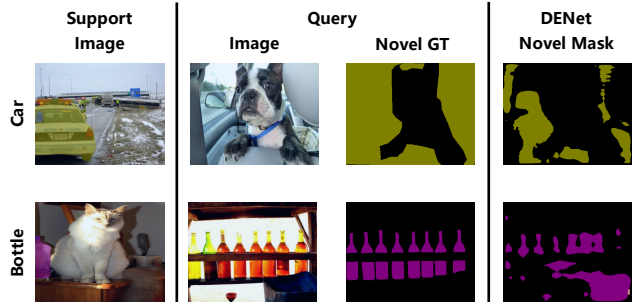 Support
Image
Query
Image
Novel GT
DENet
Novel Mask
Car
Bottle